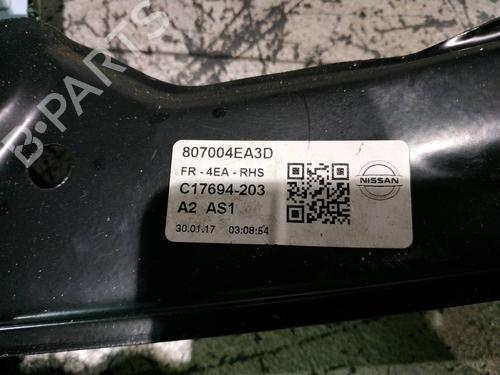 B-PARTS
807004EA3D
FR - 4EA - RHS
C17694-203
A2 AS1
30.01.17 03:08:54
NISSAN